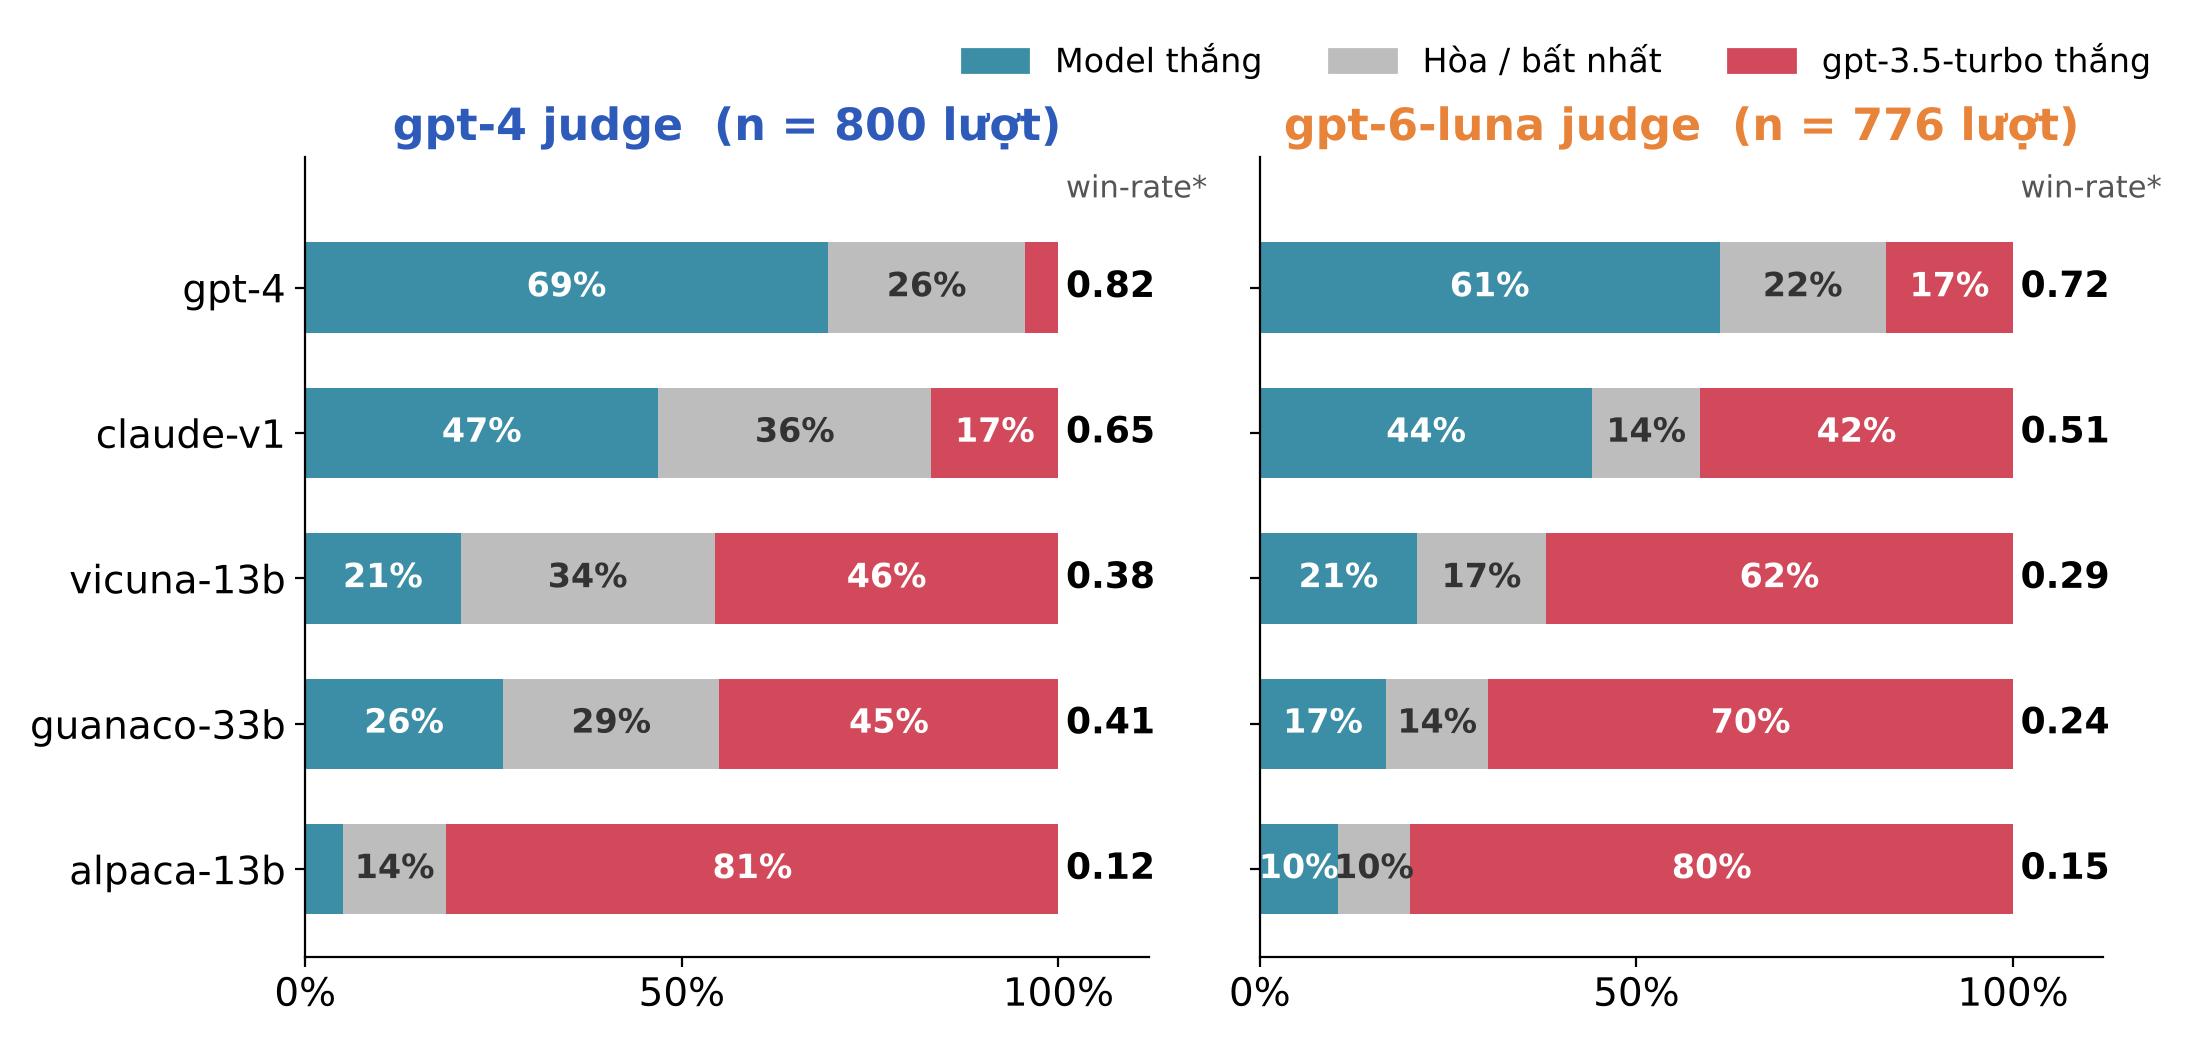 Model thắng Hòa / bất nhất gpt-3.5-turbo thắng
gpt-4 judge (n = 800 lượt)
win-rate*
gpt-4 69% 26% 0.82
claude-v1 47% 36% 17% 0.65
vicuna-13b 21% 34% 46% 0.38
guanaco-33b 26% 29% 45% 0.41
alpaca-13b 14% 81% 0.12
0% 50% 100%
gpt-6-luna judge (n = 776 lượt)
win-rate*
61% 22% 17% 0.72
44% 14% 42% 0.51
21% 17% 62% 0.29
17% 14% 70% 0.24
10% 10% 80% 0.15
0% 50% 100%